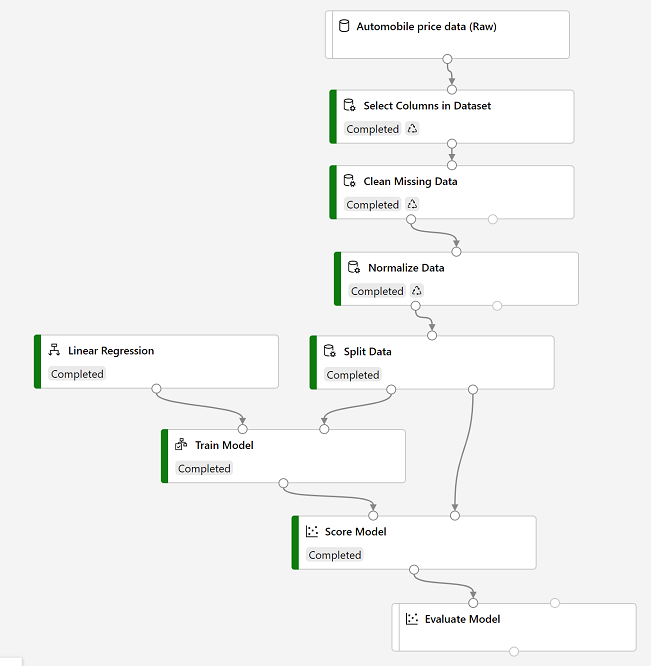 Automobile price data (Raw)
Select Columns in Dataset
Completed
Clean Missing Data
Completed
Normalize Data
Completed
Linear Regression
Completed
Split Data
Completed
Train Model
Completed
Score Model
Completed
Evaluate Model